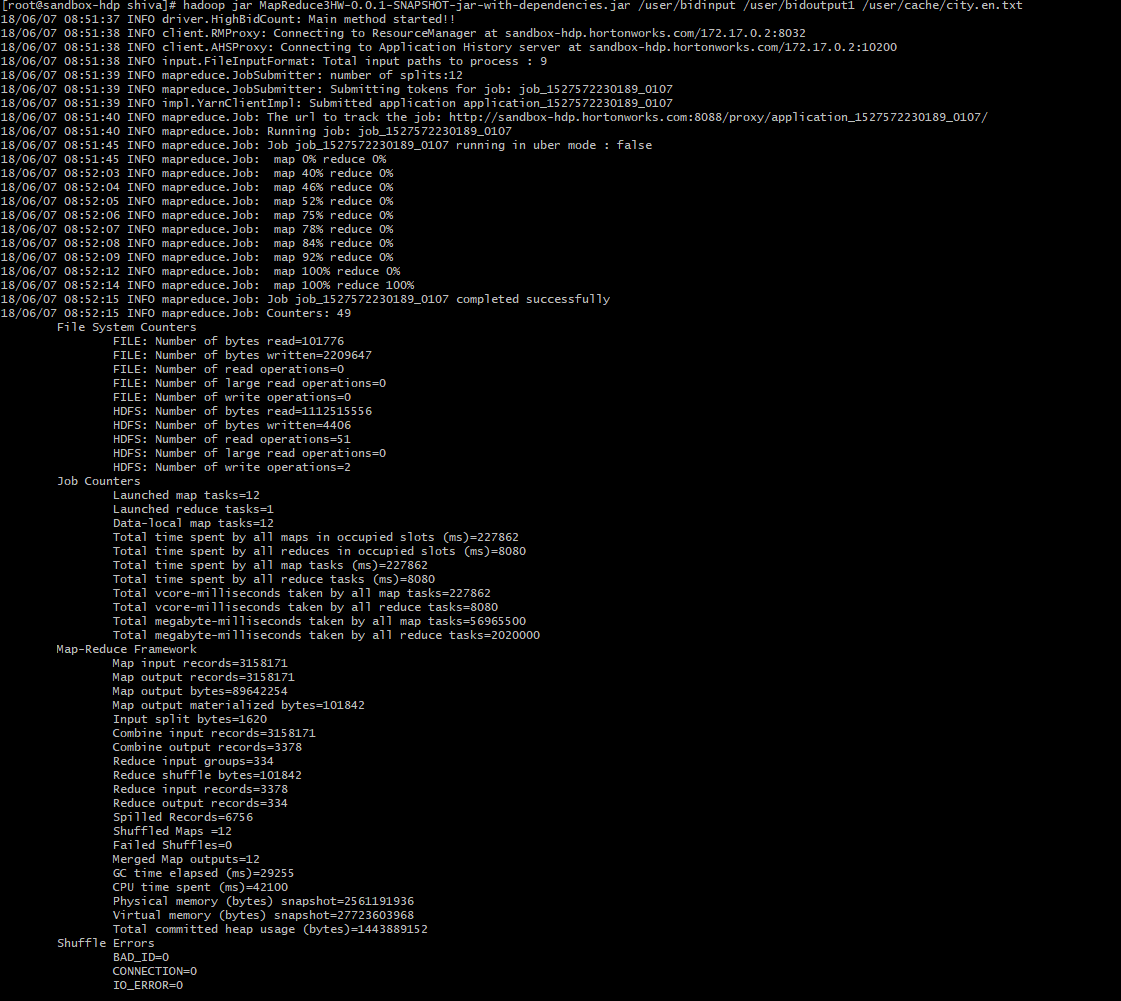 [root@sandbox-hdp shiva]# hadoop jar MapReduce3HW-0.0.1-SNAPSHOT-jar-with-dependencies.jar /user/bidinput /user/bidoutput1 /user/cache/city.en.txt
18/06/07 08:51:37 INFO driver.HighBidCount: Main method started!!
18/06/07 08:51:38 INFO client.RMProxy: Connecting to ResourceManager at sandbox-hdp.hortonworks.com/172.17.0.2:8032
18/06/07 08:51:38 INFO client.AHSProxy: Connecting to Application History server at sandbox-hdp.hortonworks.com/172.17.0.2:10200
18/06/07 08:51:38 INFO input.FileInputFormat: Total input paths to process : 9
18/06/07 08:51:39 INFO mapreduce.JobSubmitter: number of splits:12
18/06/07 08:51:39 INFO mapreduce.JobSubmitter: Submitting tokens for job: job_1527572230189_0107
18/06/07 08:51:39 INFO impl.YarnClientImpl: Submitted application application_1527572230189_0107
18/06/07 08:51:40 INFO mapreduce.Job: The url to track the job: http://sandbox-hdp.hortonworks.com:8088/proxy/application_1527572230189_0107/
18/06/07 08:51:40 INFO mapreduce.Job: Running job: job_1527572230189_0107
18/06/07 08:51:45 INFO mapreduce.Job: Job job_1527572230189_0107 running in uber mode : false
18/06/07 08:51:45 INFO mapreduce.Job:  map 0% reduce 0%
18/06/07 08:52:03 INFO mapreduce.Job:  map 40% reduce 0%
18/06/07 08:52:04 INFO mapreduce.Job:  map 46% reduce 0%
18/06/07 08:52:05 INFO mapreduce.Job:  map 52% reduce 0%
18/06/07 08:52:06 INFO mapreduce.Job:  map 75% reduce 0%
18/06/07 08:52:07 INFO mapreduce.Job:  map 78% reduce 0%
18/06/07 08:52:08 INFO mapreduce.Job:  map 84% reduce 0%
18/06/07 08:52:09 INFO mapreduce.Job:  map 92% reduce 0%
18/06/07 08:52:12 INFO mapreduce.Job:  map 100% reduce 0%
18/06/07 08:52:14 INFO mapreduce.Job:  map 100% reduce 100%
18/06/07 08:52:15 INFO mapreduce.Job: Job job_1527572230189_0107 completed successfully
18/06/07 08:52:15 INFO mapreduce.Job: Counters: 49
File System Counters
FILE: Number of bytes read=101776
FILE: Number of bytes written=2209647
FILE: Number of read operations=0
FILE: Number of large read operations=0
FILE: Number of write operations=0
HDFS: Number of bytes read=1112515556
HDFS: Number of bytes written=4406
HDFS: Number of read operations=51
HDFS: Number of large read operations=0
HDFS: Number of write operations=2
Job Counters
Launched map tasks=12
Launched reduce tasks=1
Data-local map tasks=12
Total time spent by all maps in occupied slots (ms)=227862
Total time spent by all reduces in occupied slots (ms)=8080
Total time spent by all map tasks (ms)=227862
Total time spent by all reduce tasks (ms)=8080
Total vcore-milliseconds taken by all map tasks=227862
Total vcore-milliseconds taken by all reduce tasks=8080
Total megabyte-milliseconds taken by all map tasks=56965500
Total megabyte-milliseconds taken by all reduce tasks=2020000
Map-Reduce Framework
Map input records=3158171
Map output records=3158171
Map output bytes=89642254
Map output materialized bytes=101842
Input split bytes=1620
Combine input records=3158171
Combine output records=3378
Reduce input groups=334
Reduce shuffle bytes=101842
Reduce input records=3378
Reduce output records=334
Spilled Records=6756
Shuffled Maps =12
Failed Shuffles=0
Merged Map outputs=12
GC time elapsed (ms)=29255
CPU time spent (ms)=42100
Physical memory (bytes) snapshot=2561191936
Virtual memory (bytes) snapshot=27723603968
Total committed heap usage (bytes)=1443889152
Shuffle Errors
BAD_ID=0
CONNECTION=0
IO_ERROR=0